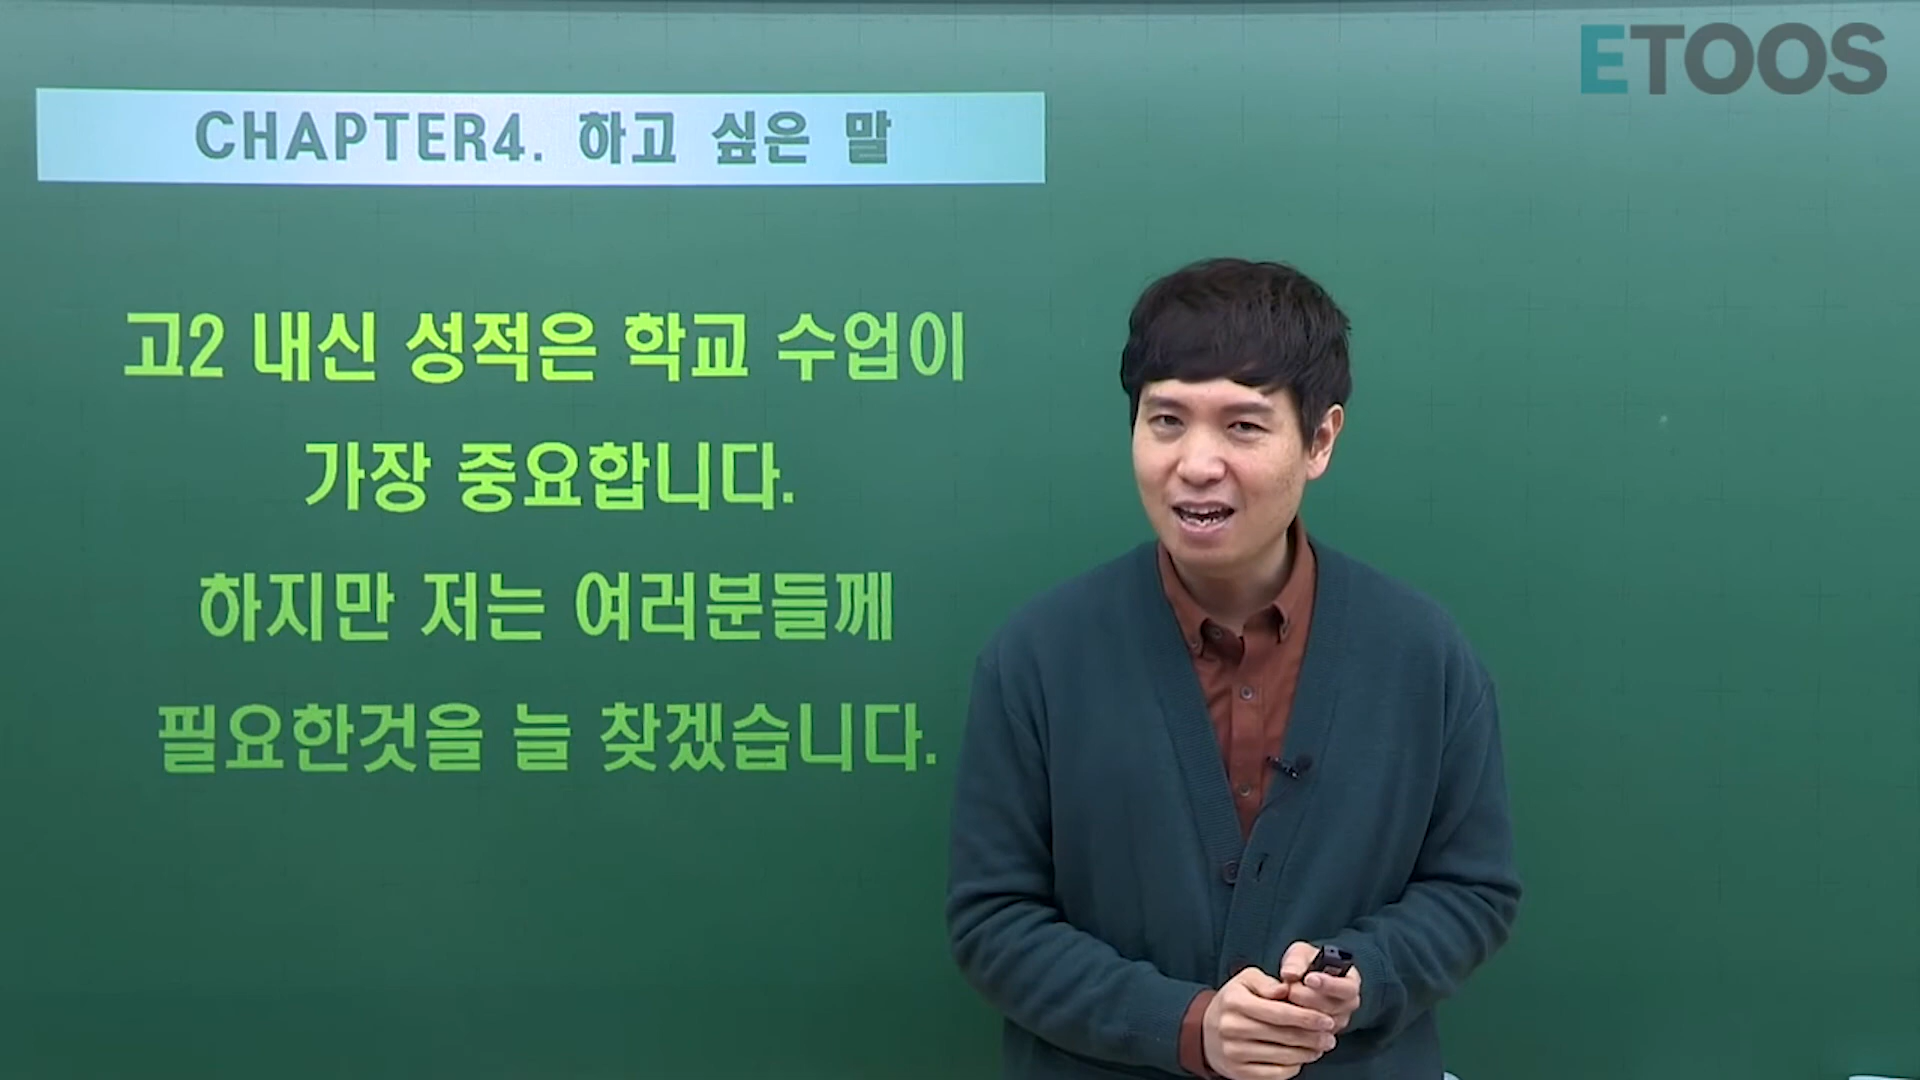 ETOOS
CHAPTER4. 하고 싶은 말
고2 내신 성적은 학교 수업이
가장 중요합니다.
하지만 저는 여러분들께
필요한것을 늘 찾겠습니다.